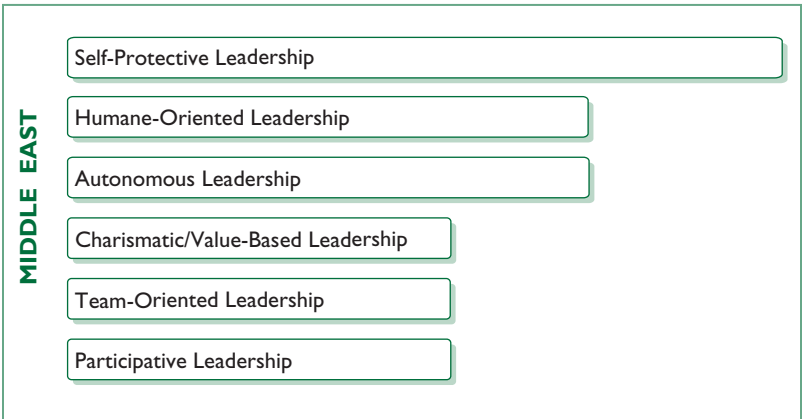 MIDDLE EAST
Self-Protective Leadership
Humane-Oriented Leadership
Autonomous Leadership
Charismatic/Value-Based Leadership
Team-Oriented Leadership
Participative Leadership